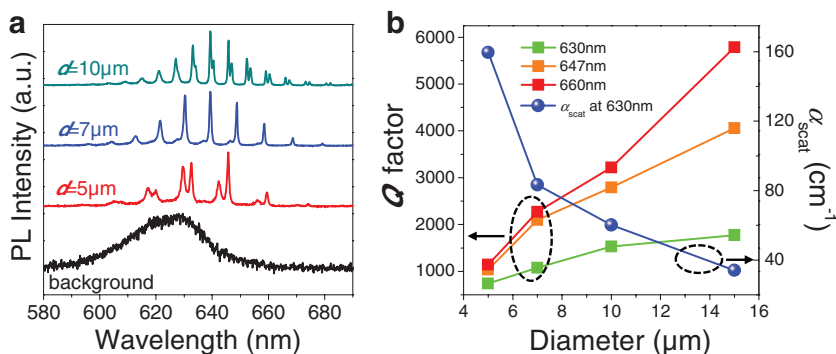 a
PL Intensity (a.u.)
d=10μm
d=7μm
d=5μm
background
580 600 620 640 660 680
Wavelength (nm)
b
Q factor
6000
5000
4000
3000
2000
1000
630nm
647nm
660nm
αscat at 630nm
160
120
80
40
αscat (cm-1)
4 6 8 10 12 14 16
Diameter (μm)